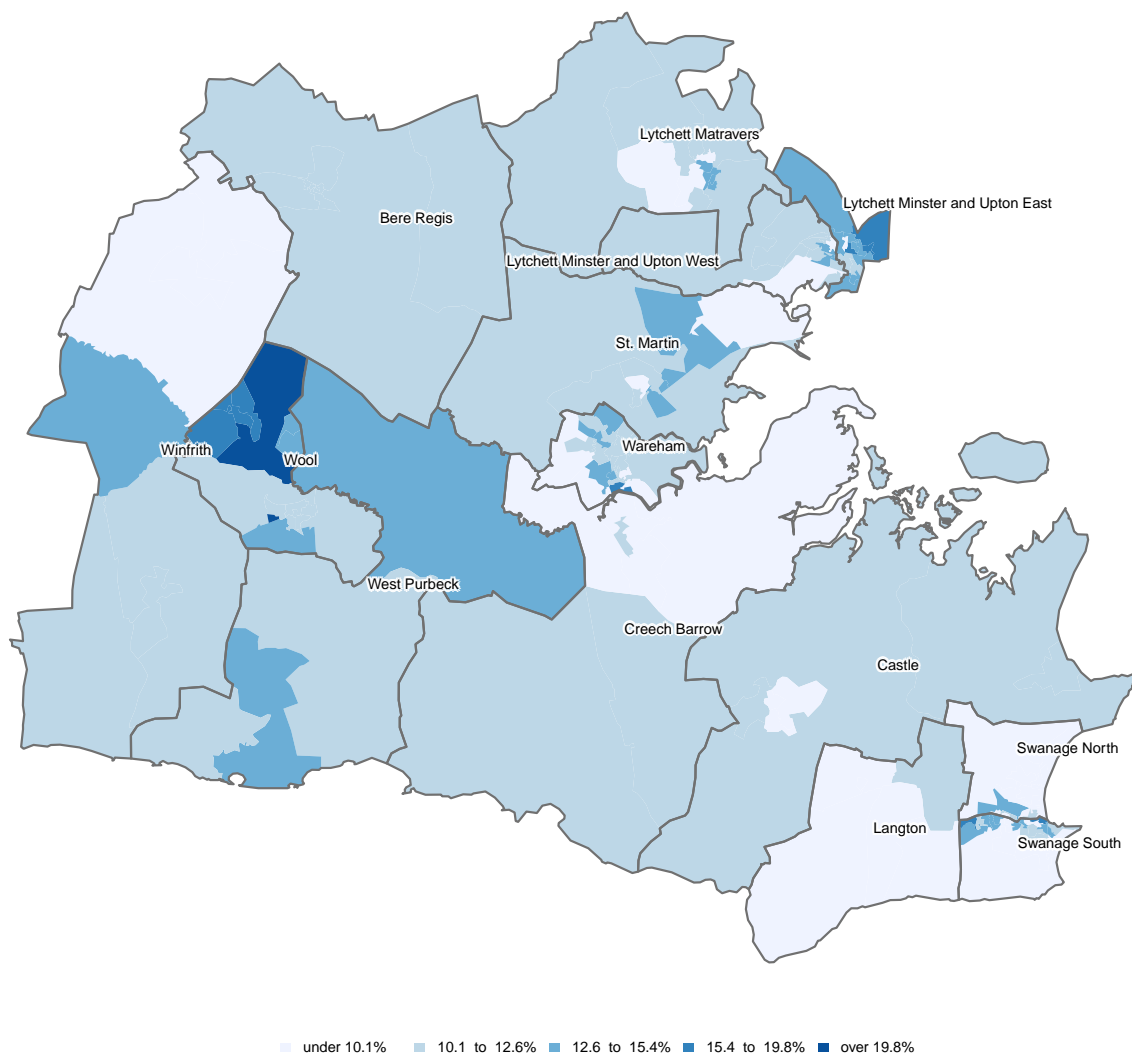 Lytchett Matravers
Lytchett Minster and Upton East
Bere Regis
Lytchett Minster and Upton West
St. Martin
Wareham
Winfrith
Wool
West Purbeck
Creech Barrow
Castle
Swanage North
Langton
Swanage South
under 10.1% 10.1 to 12.6% 12.6 to 15.4% 15.4 to 19.8% over 19.8%